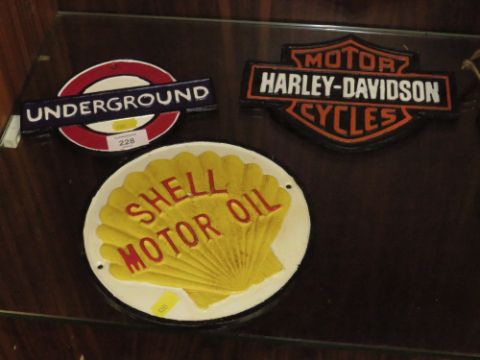 UNDERGROUND
228
MOTOR
HARLEY-DAVIDSON
CYCLES
SHELL
MOTOR OIL